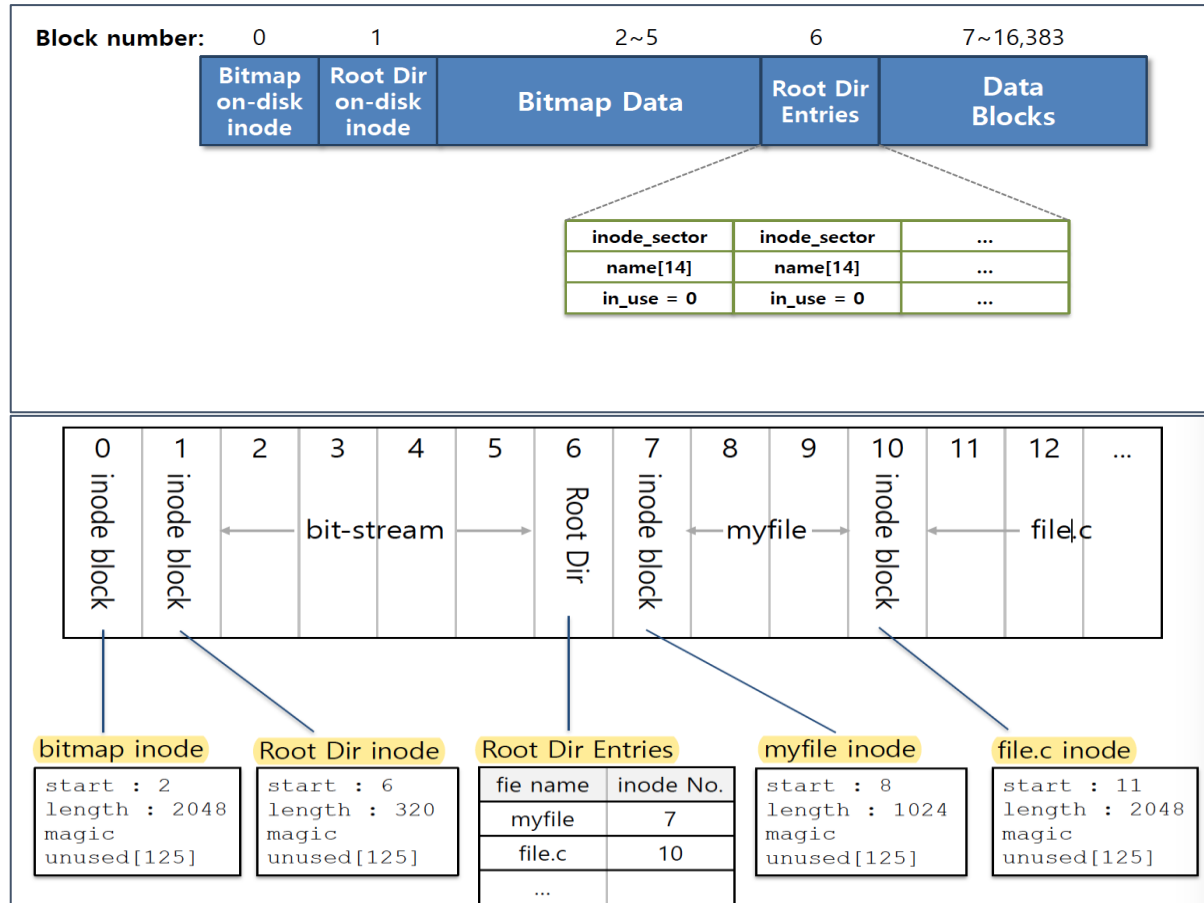 Block number: 0 1 2~5 6 7~16,383
Bitmap on-disk inode
Root Dir on-disk inode
Bitmap Data
Root Dir Entries
Data Blocks
inode_sector inode_sector ...
name[14] name[14] ...
in_use = 0 in_use = 0 ...
0 1 2 3 4 5 6 7 8 9 10 11 12 ...
inode block
inode block
bit-stream
Root Dir
inode block
myfile
inode block
file.c
bitmap inode
start : 2
length : 2048
magic
unused[125]
Root Dir inode
start : 6
length : 320
magic
unused[125]
Root Dir Entries
fie name inode No.
myfile 7
file.c 10
...
myfile inode
start : 8
length : 1024
magic
unused[125]
file.c inode
start : 11
length : 2048
magic
unused[125]